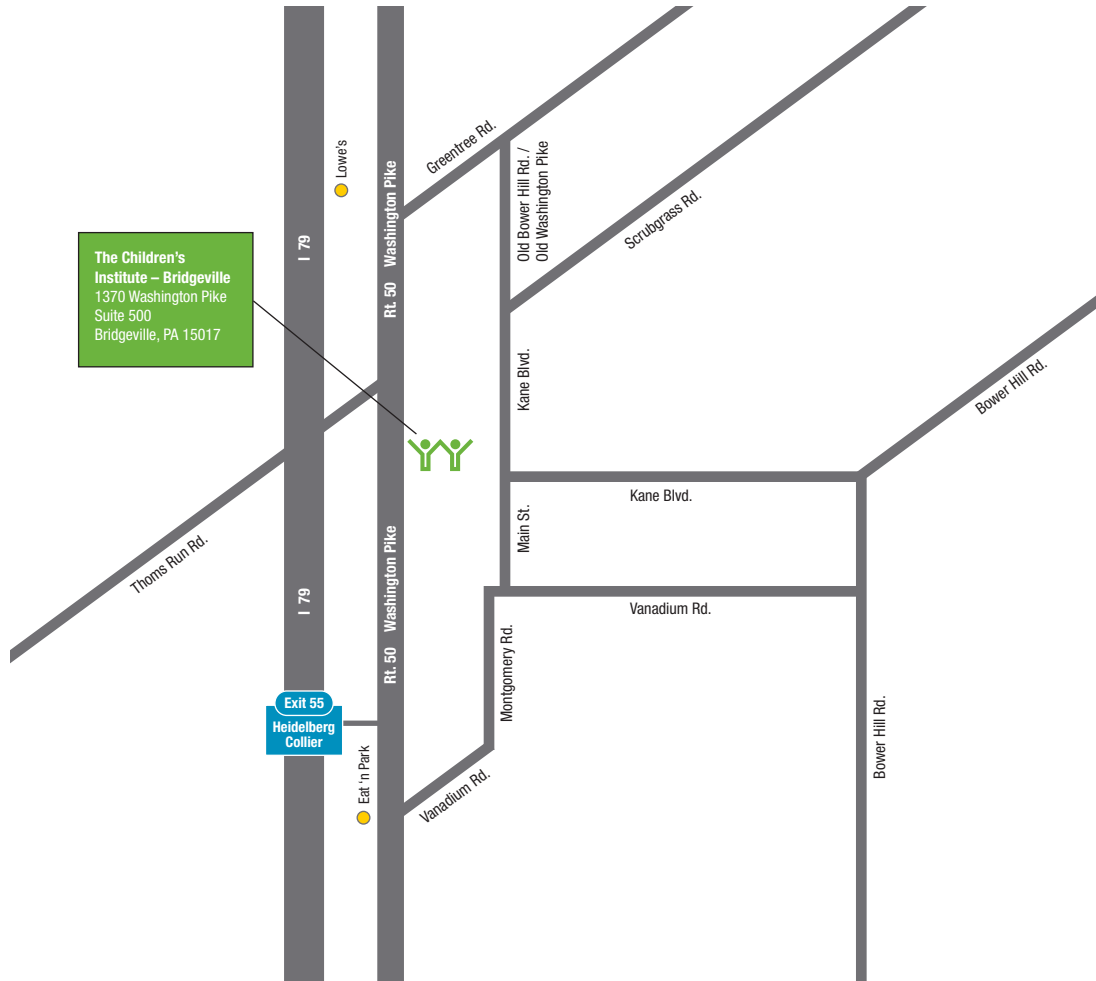 Greentree Rd.
Lowe's
Rt. 50   Washington Pike
Old Bower Hill Rd. /
Old Washington Pike
Scrubgrass Rd.
I 79
The Children’s
Institute – Bridgeville
1370 Washington Pike
Suite 500
Bridgeville, PA 15017
Kane Blvd.
Bower Hill Rd.
Kane Blvd.
Main St.
Thoms Run Rd.
I 79
Rt. 50   Washington Pike
Vanadium Rd.
Montgomery Rd.
Exit 55
Heidelberg
Collier
Bower Hill Rd.
Eat ‘n Park
Vanadium Rd.